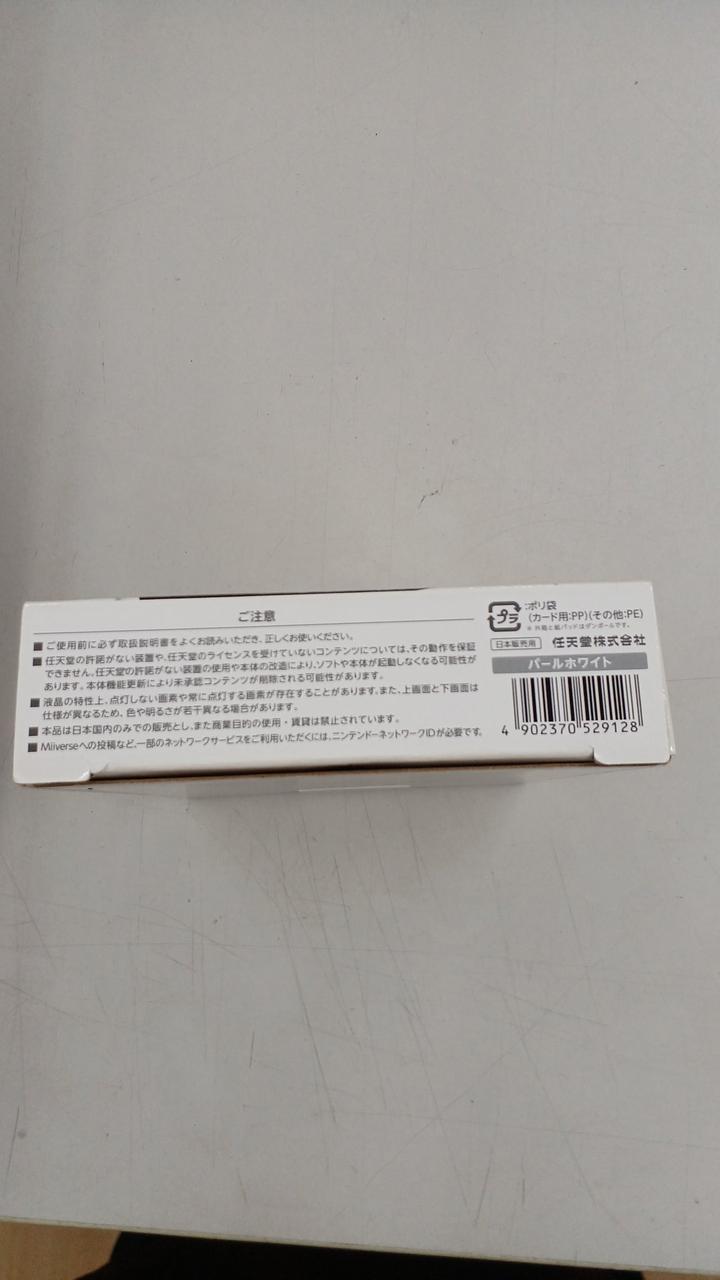 ご注意
■ご使用前に必ず取扱説明書をよくお読みいただき、正しくお使いください。
■任天堂の許諾がない装置や、任天堂のライセンスを受けていないコンテンツについては、その動作を保証
できません。任天堂の許諾がない装置の使用や本体の改造により、ソフトや本体が起動しなくなる可能性が
あります。本体機能更新により未承認コンテンツが削除される可能性があります。
■液晶の特性上、点灯しない画素や常に点灯する画素が存在することがあります。また、上画面と下画面は
仕様が異なるため、色や明るさが若干異なる場合があります。
■本品は日本国内のみでの販売とし、また商業目的の使用・賃貸は禁止されています。
■Miiverseへの投稿など、一部のネットワークサービスをご利用いただくには、ニンテンドーネットワークIDが必要です。
プラ
:ポリ袋
(カード用:PP)(その他:PE)
※ 外箱と紙パッドはダンボールです。
日本販売用 任天堂株式会社
パールホワイト
4 902370 529128